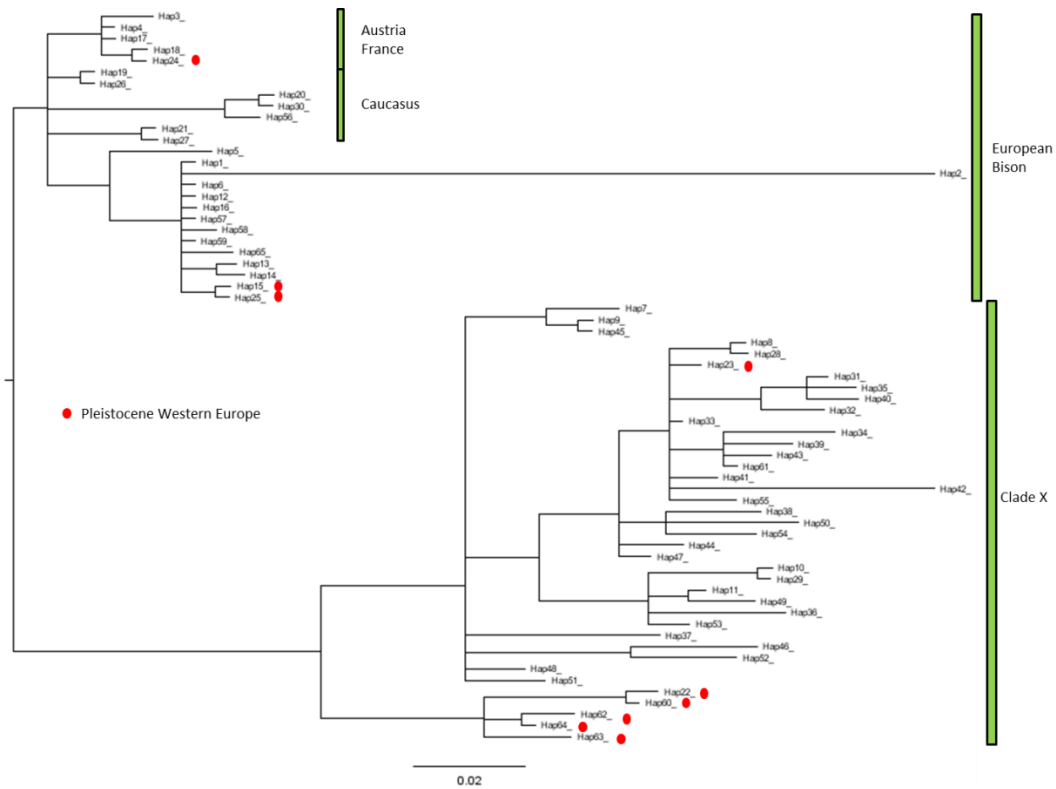 Hap3_
Hap4_
Hap17_
Hap18_
Hap24_
Hap19_
Hap26_
Hap20_
Hap30_
Hap56_
Hap21_
Hap27_
Hap5_
Hap1_
Hap2_
Hap6_
Hap12_
Hap16_
Hap57_
Hap58_
Hap59_
Hap65_
Hap13_
Hap14_
Hap15_
Hap25_
Austria
France
Caucasus
European
Bison
Hap7_
Hap9_
Hap45_
Hap8_
Hap28_
Hap23_
Hap31_
Hap35_
Hap40_
Hap32_
Hap33_
Hap34_
Hap39_
Hap43_
Hap61_
Hap41_
Hap42_
Hap55_
Hap38_
Hap50_
Hap54_
Hap44_
Hap47_
Hap10_
Hap29_
Hap11_
Hap49_
Hap36_
Hap53_
Hap37_
Hap46_
Hap52_
Hap48_
Hap51_
Hap22_
Hap60_
Hap62_
Hap64_
Hap63_
Clade X
Pleistocene Western Europe
0.02